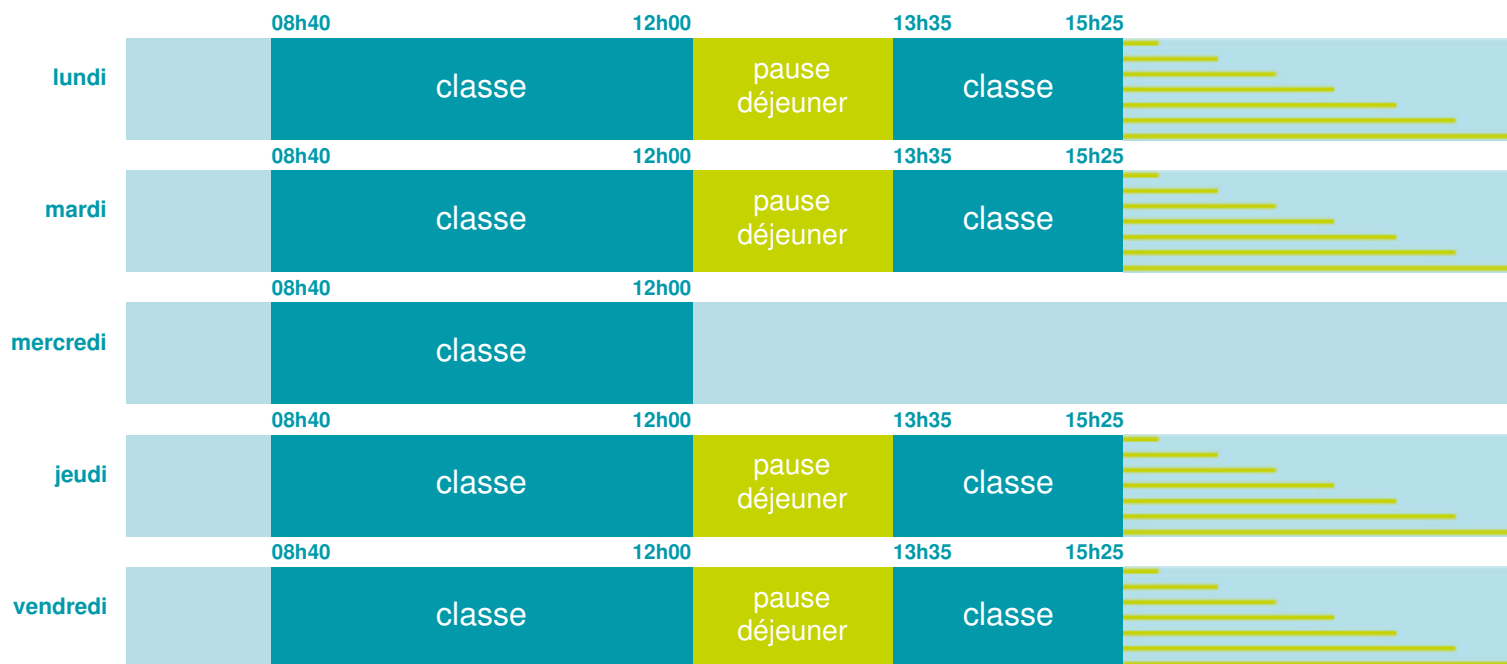 08h40 12h00 13h35 15h25
lundi classe pause déjeuner classe
08h40 12h00 13h35 15h25
mardi classe pause déjeuner classe
08h40 12h00
mercredi classe
08h40 12h00 13h35 15h25
jeudi classe pause déjeuner classe
08h40 12h00 13h35 15h25
vendredi classe pause déjeuner classe